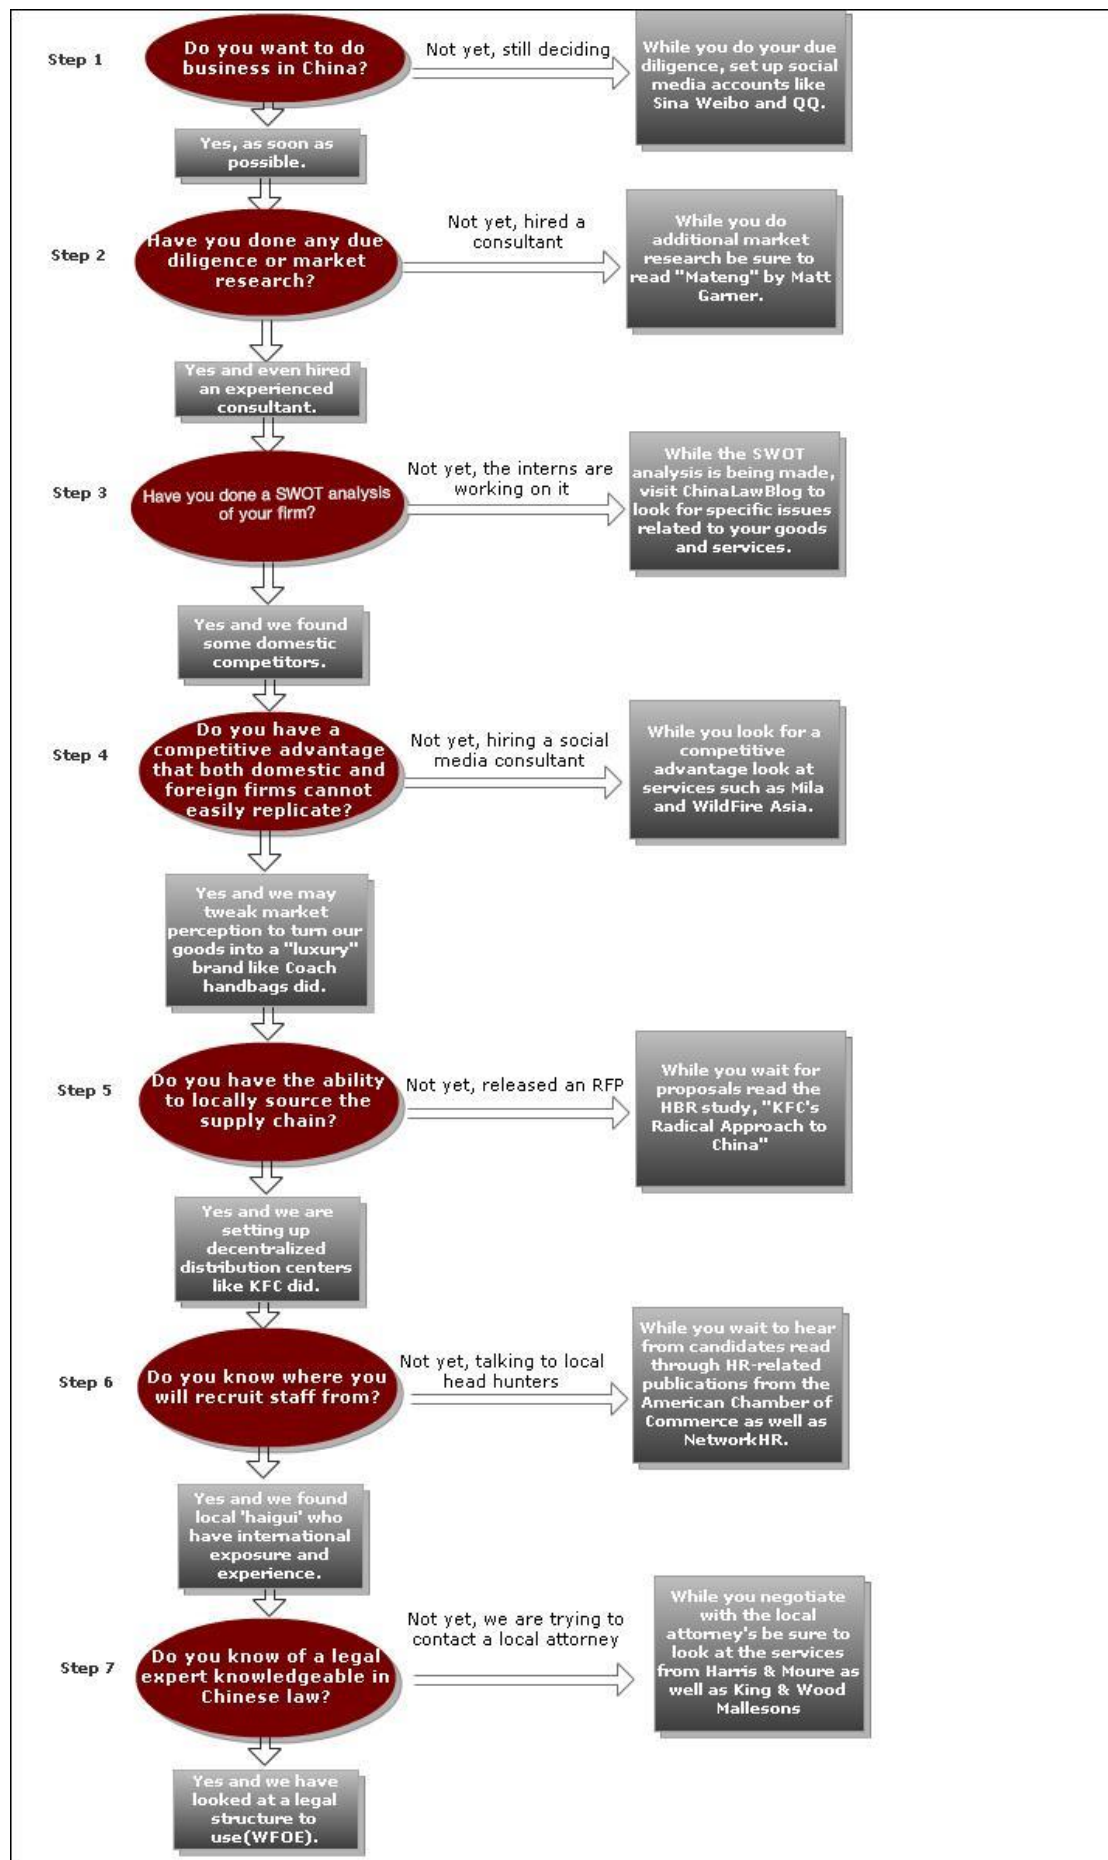 Step 1
Do you want to do
business in China?
Not yet, still deciding
While you do your due
diligence, set up social
media accounts like
Sina Weibo and QQ.
Yes, as soon as
possible.
Step 2
Have you done any due
diligence or market
research?
Not yet, hired a
consultant
While you do
additional market
research be sure to
read "Mateng" by Matt
Garner.
Yes and even hired
an experienced
consultant.
Step 3
Have you done a SWOT analysis
of your firm?
Not yet, the interns are
working on it
While the SWOT
analysis is being made,
visit ChinaLawBlog to
look for specific issues
related to your goods
and services.
Yes and we found
some domestic
competitors.
Step 4
Do you have a
competitive advantage
that both domestic and
foreign firms cannot
easily replicate?
Not yet, hiring a social
media consultant
While you look for a
competitive
advantage look at
services such as Mila
and WildFire Asia.
Yes and we may
tweak market
perception to turn our
goods into a "luxury"
brand like Coach
handbags did.
Step 5
Do you have the ability
to locally source the
supply chain?
Not yet, released an RFP
While you wait for
proposals read the
HBR study, "KFC's
Radical Approach to
China"
Yes and we are
setting up
decentralized
distribution centers
like KFC did.
Step 6
Do you know where you
will recruit staff from?
Not yet, talking to local
head hunters
While you wait to hear
from candidates read
through HR-related
publications from the
American Chamber of
Commerce as well as
NetworkHR.
Yes and we found
local 'haigui' who
have international
exposure and
experience.
Step 7
Do you know of a legal
expert knowledgeable in
Chinese law?
Not yet, we are trying to
contact a local attorney
While you negotiate
with the local
attorney's be sure to
look at the services
from Harris & Moure as
well as King & Wood
Mallesons
Yes and we have
looked at a legal
structure to
use(WFOE).